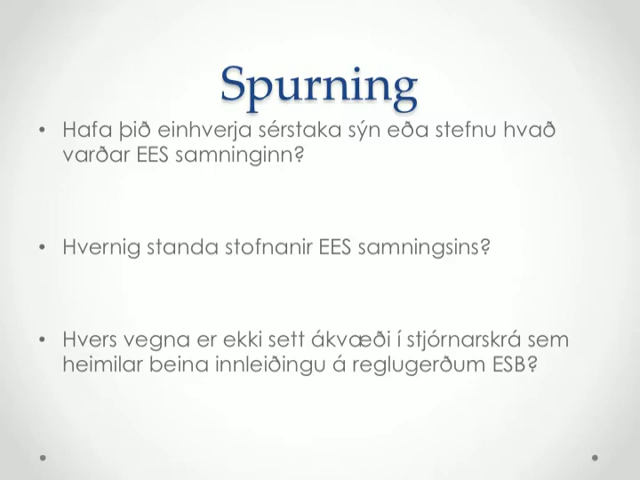 Spurning
• Hafa þið einhverja sérstaka sýn eða stefnu hvað
varðar EES samninginn?
• Hvernig standa stofnanir EES samningsins?
• Hvers vegna er ekki sett ákvæði í stjórnarskrá sem
heimilar beina innleiðingu á reglugerðum ESB?